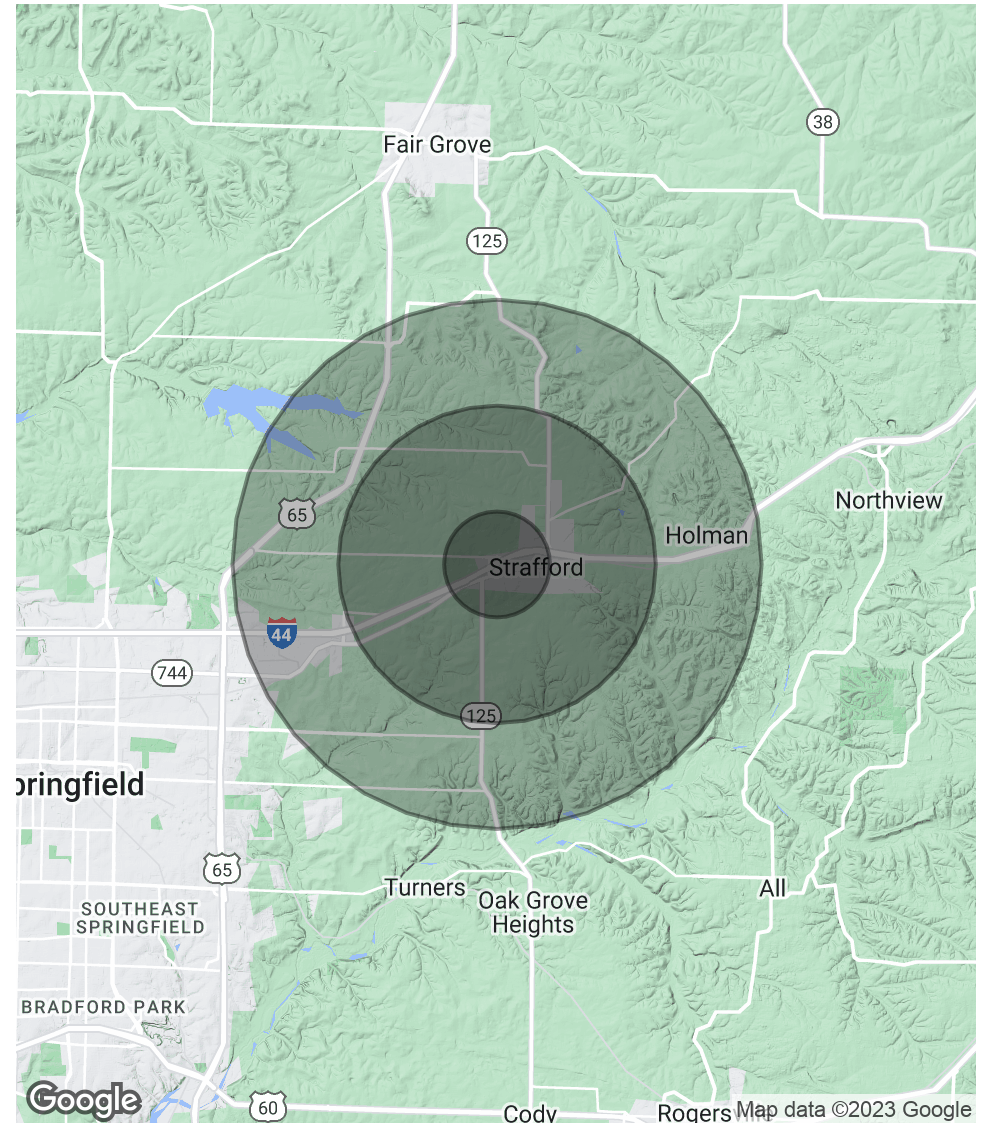 38
Fair Grove
125
Northview
65
Holman
Strafford
44
744
125
pringfield
65
Turners
All
Oak Grove
Heights
SOUTHEAST
SPRINGFIELD
BRADFORD PARK
Google
60
Cody
Rogers
Map data ©2023 Google